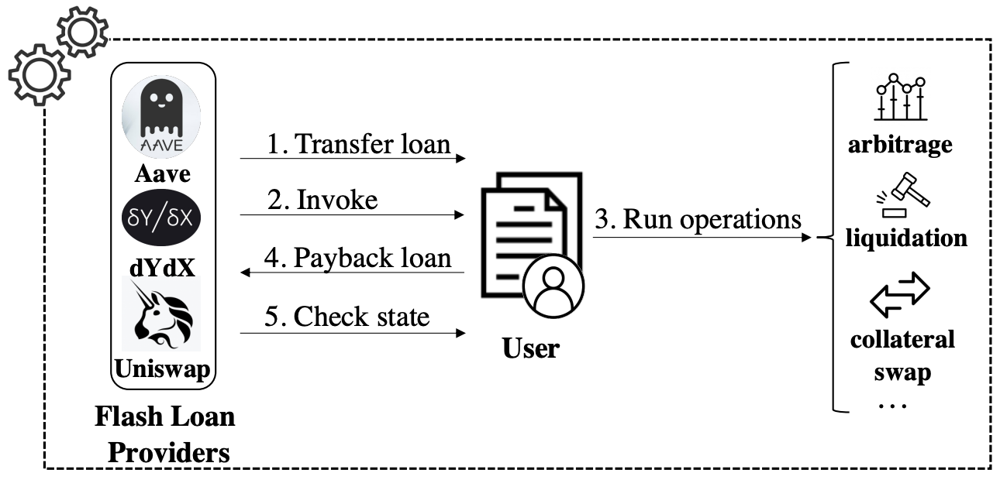 AAVE
Aave
δY/δX
dYdX
Uniswap
Flash Loan
Providers
1. Transfer loan
2. Invoke
4. Payback loan
5. Check state
User
3. Run operations
arbitrage
liquidation
collateral
swap
...